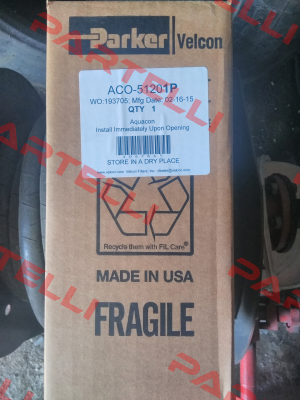 Parker Velcon
ACO-51201P
WO:193705; Mfg Date: 02-16-15
QTY 1
Aquacon
Install Immediately Upon Opening
STORE IN A DRY PLACE
Recycle them with FIL Care®
MADE IN USA
FRAGILE
PARTELLI
PARTELLI
PARTELLI